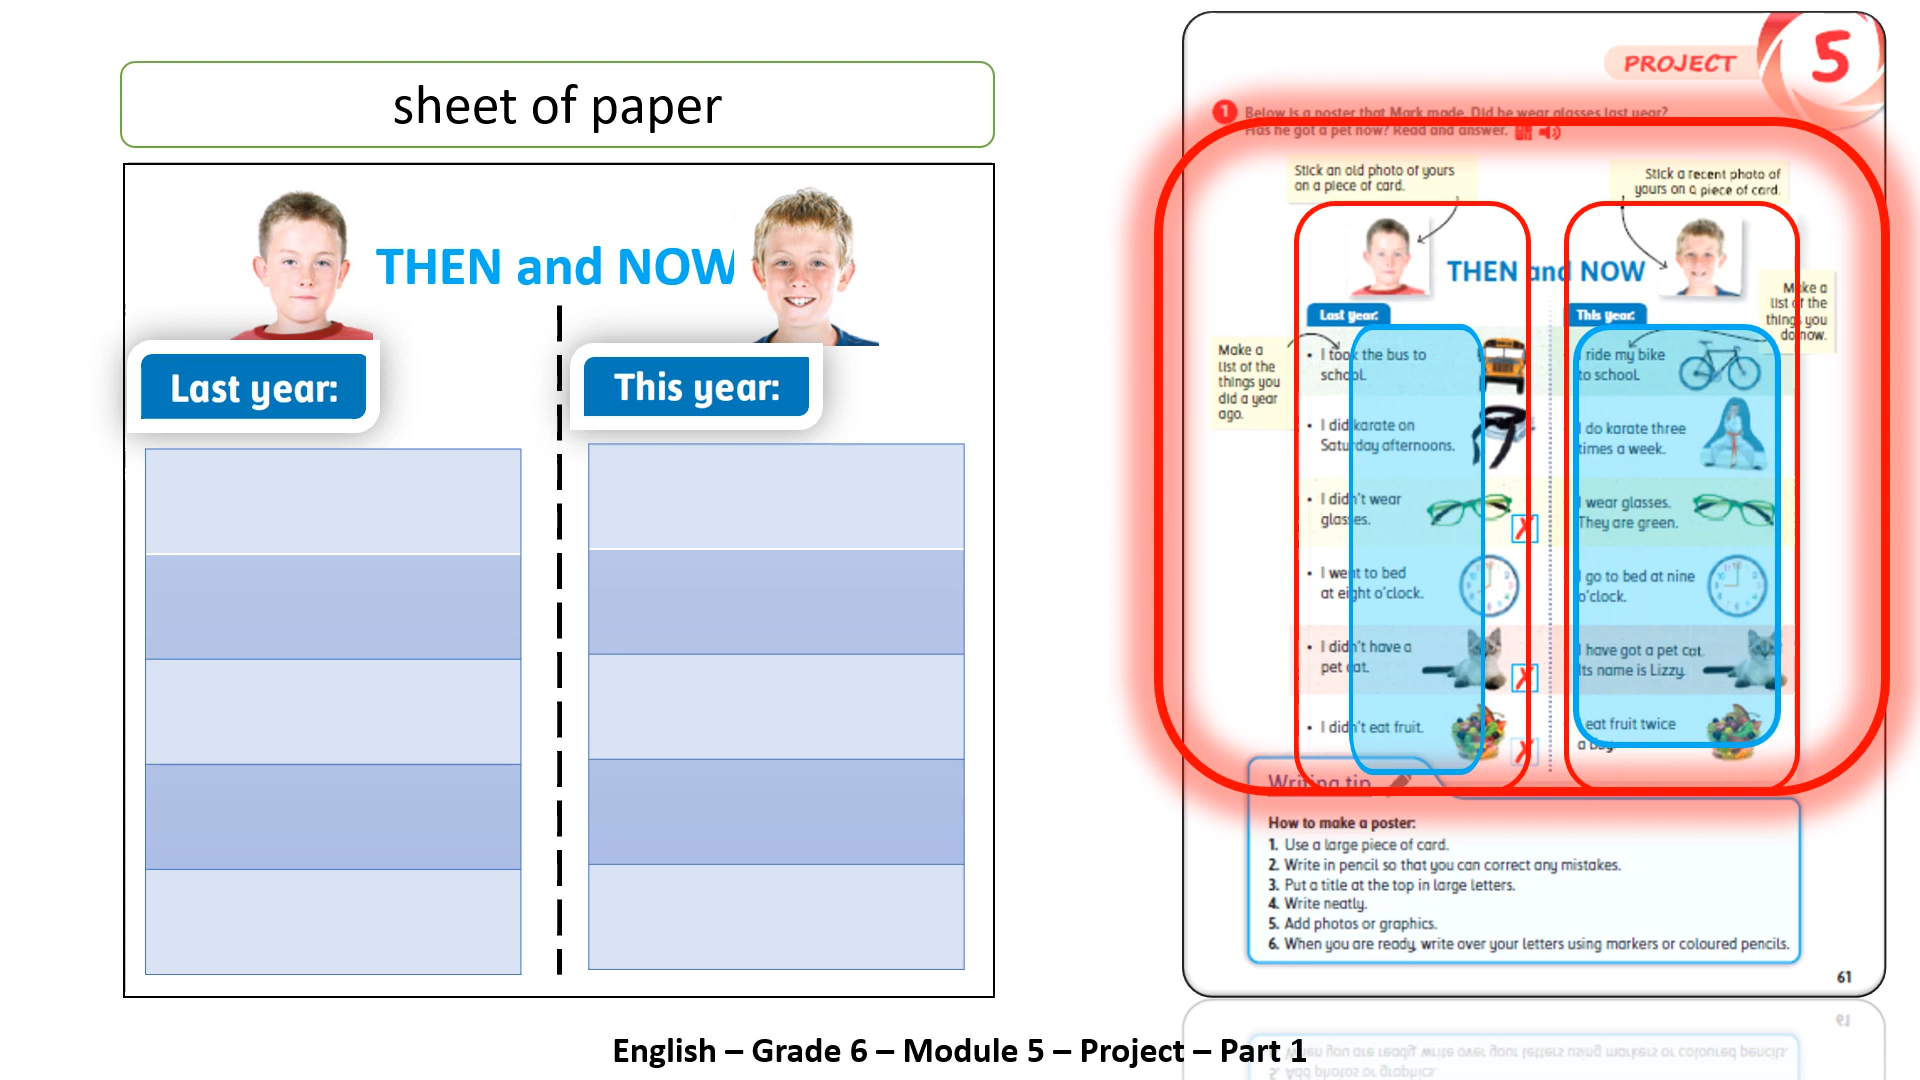 sheet of paper
THEN and NOW
Last year:
This year:
PROJECT
5
1 Below is a poster that Mark made. Did he wear glasses last year?
Has he got a pet now? Read and answer.
Stick an old photo of yours
on a piece of card.
Stick a recent photo of
yours on a piece of card.
THEN and NOW
Make a
list of the
things you
do now.
Last year:
This year:
Make a
list of the
things you
did a year
ago.
• I took the bus to
school.
• I did karate on
Saturday afternoons.
• I didn't wear
glasses.
• I went to bed
at eight o'clock.
• I didn't have a
pet cat.
• I didn't eat fruit.
I ride my bike
to school.
I do karate three
times a week.
I wear glasses.
They are green.
I go to bed at nine
o'clock.
I have got a pet cat.
Its name is Lizzy.
I eat fruit twice
a day.
Writing tip
How to make a poster:
1. Use a large piece of card.
2. Write in pencil so that you can correct any mistakes.
3. Put a title at the top in large letters.
4. Write neatly.
5. Add photos or graphics.
6. When you are ready, write over your letters using markers or coloured pencils.
61
English – Grade 6 – Module 5 – Project – Part 1